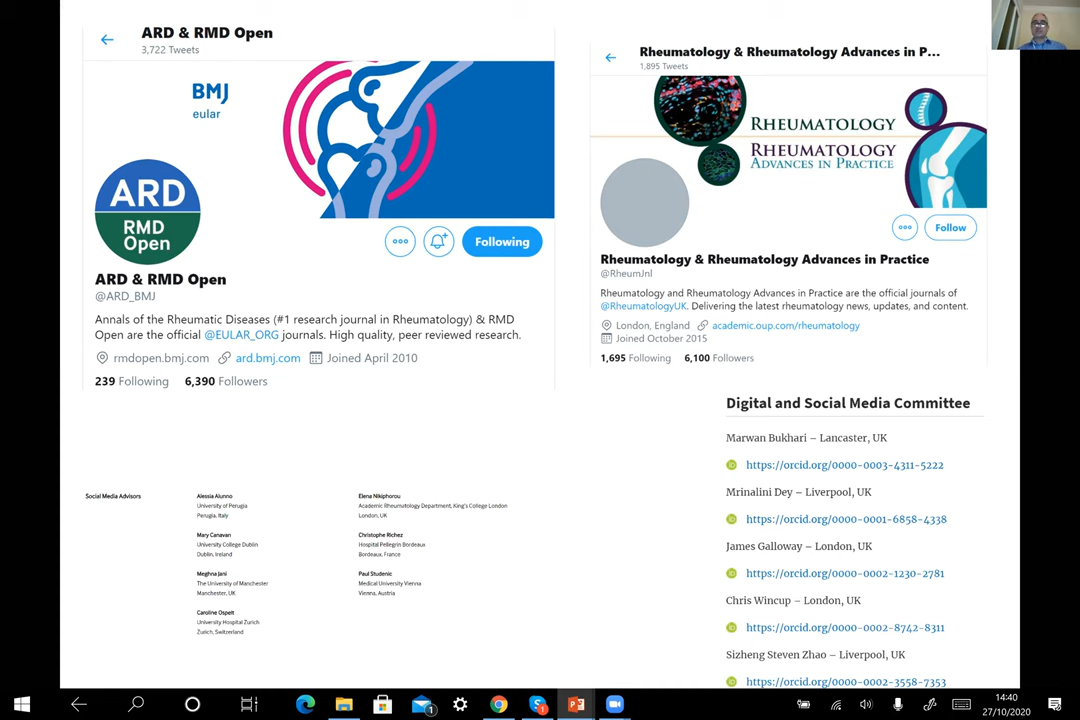 ARD & RMD Open
3,722 Tweets
BMJ
eular
ARD
RMD
Open
Following
ARD & RMD Open
@ARD_BMJ
Annals of the Rheumatic Diseases (#1 research journal in Rheumatology) & RMD
Open are the official @EULAR_ORG journals. High quality, peer reviewed research.
rmdopen.bmj.com ard.bmj.com Joined April 2010
239 Following 6,390 Followers
Rheumatology & Rheumatology Advances in P...
1,895 Tweets
RHEUMATOLOGY
RHEUMATOLOGY
ADVANCES IN PRACTICE
Follow
Rheumatology & Rheumatology Advances in Practice
@RheumJnl
Rheumatology and Rheumatology Advances in Practice are the official journals of
@RheumatologyUK. Delivering the latest rheumatology news, updates, and content.
London, England academic.oup.com/rheumatology
Joined October 2015
1,695 Following 6,100 Followers
Social Media Advisors
Alessia Alunno
University of Perugia
Perugia, Italy
Mary Canavan
University College Dublin
Dublin, Ireland
Meghna Jani
The University of Manchester
Manchester, UK
Caroline Ospelt
University Hospital Zurich
Zurich, Switzerland
Elena Nikiphorou
Academic Rheumatology Department, King's College London
London, UK
Christophe Richez
Hospital Pellegrin Bordeaux
Bordeaux, France
Paul Studenic
Medical University Vienna
Vienna, Austria
Digital and Social Media Committee
Marwan Bukhari – Lancaster, UK
https://orcid.org/0000-0003-4311-5222
Mrinalini Dey – Liverpool, UK
https://orcid.org/0000-0001-6858-4338
James Galloway – London, UK
https://orcid.org/0000-0002-1230-2781
Chris Wincup – London, UK
https://orcid.org/0000-0002-8742-8311
Sizheng Steven Zhao – Liverpool, UK
https://orcid.org/0000-0002-3558-7353
14:40
27/10/2020